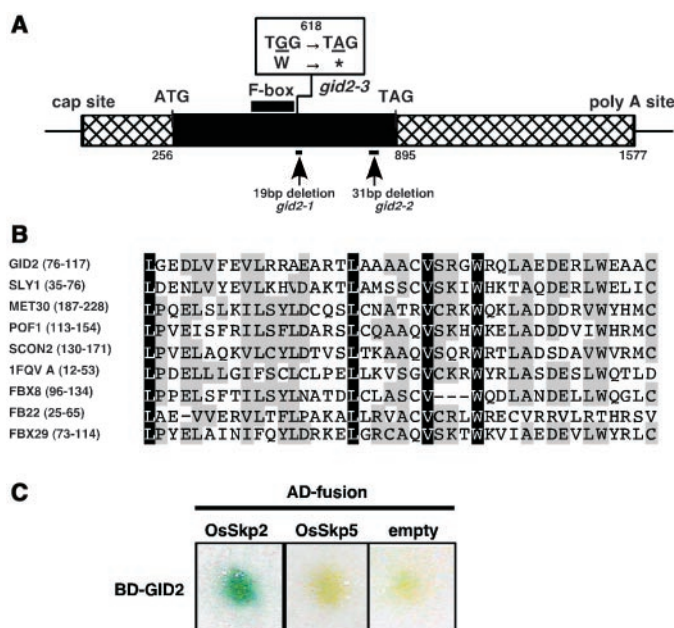 A
618
TGG → TAG
W → *
gid2-3
F-box
ATG
TAG
cap site
poly A site
256
895
1577
19bp deletion
gid2-1
31bp deletion
gid2-2
B
GID2 (76-117) LGEDLVFEVLRRAEARTLAAAACVSRGWRQLAEDERLWEAAC
SLY1 (35-76) LDENLVYEVLKHVDAKTLAMSSCVSKIWHKTAQDERLWELIC
MET30 (187-228) LPQELSLKILSYLDCQSLCNATRVCRKWQKLADDDRVWYHMC
POF1 (113-154) LPVEISFRILSFLDARSLCQAAQVSKHWKELADDDVIWHRMC
SCON2 (130-171) LPVELAQKVLCYLDTVSLTKAAQVSQRWRTLADSDAVWVRMC
1FQV A (12-53) LPDELLLGIFSCLCLPELLKVSGVCKRWYRLASDESLWQTLD
FBX8 (96-134) LPPELSFTILSYLNATDLCLASCV---WQDLANDELLWQGLC
FB22 (25-65) LAE-VVERVLTFLPAKALLRVACVCRLWRECVRRVLRTHRSV
FBX29 (73-114) LPYELAINIFQYLDRKELGRCAQVSKTWKVIAEDEVLWYRLC
C
AD-fusion
OsSkp2 OsSkp5 empty
BD-GID2